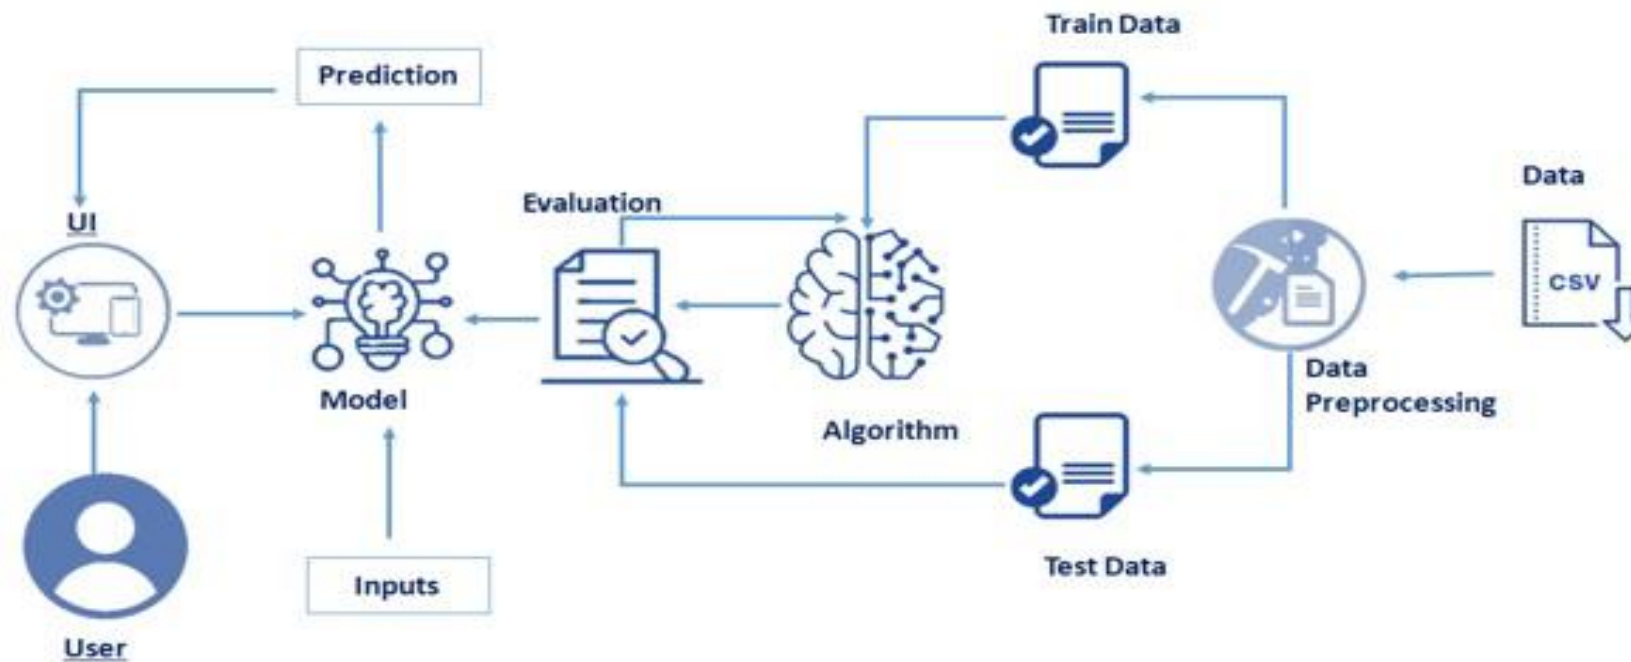 Train Data
Prediction
Data
Evaluation
UI
CSV
Data
Preprocessing
Model
Algorithm
Test Data
Inputs
User